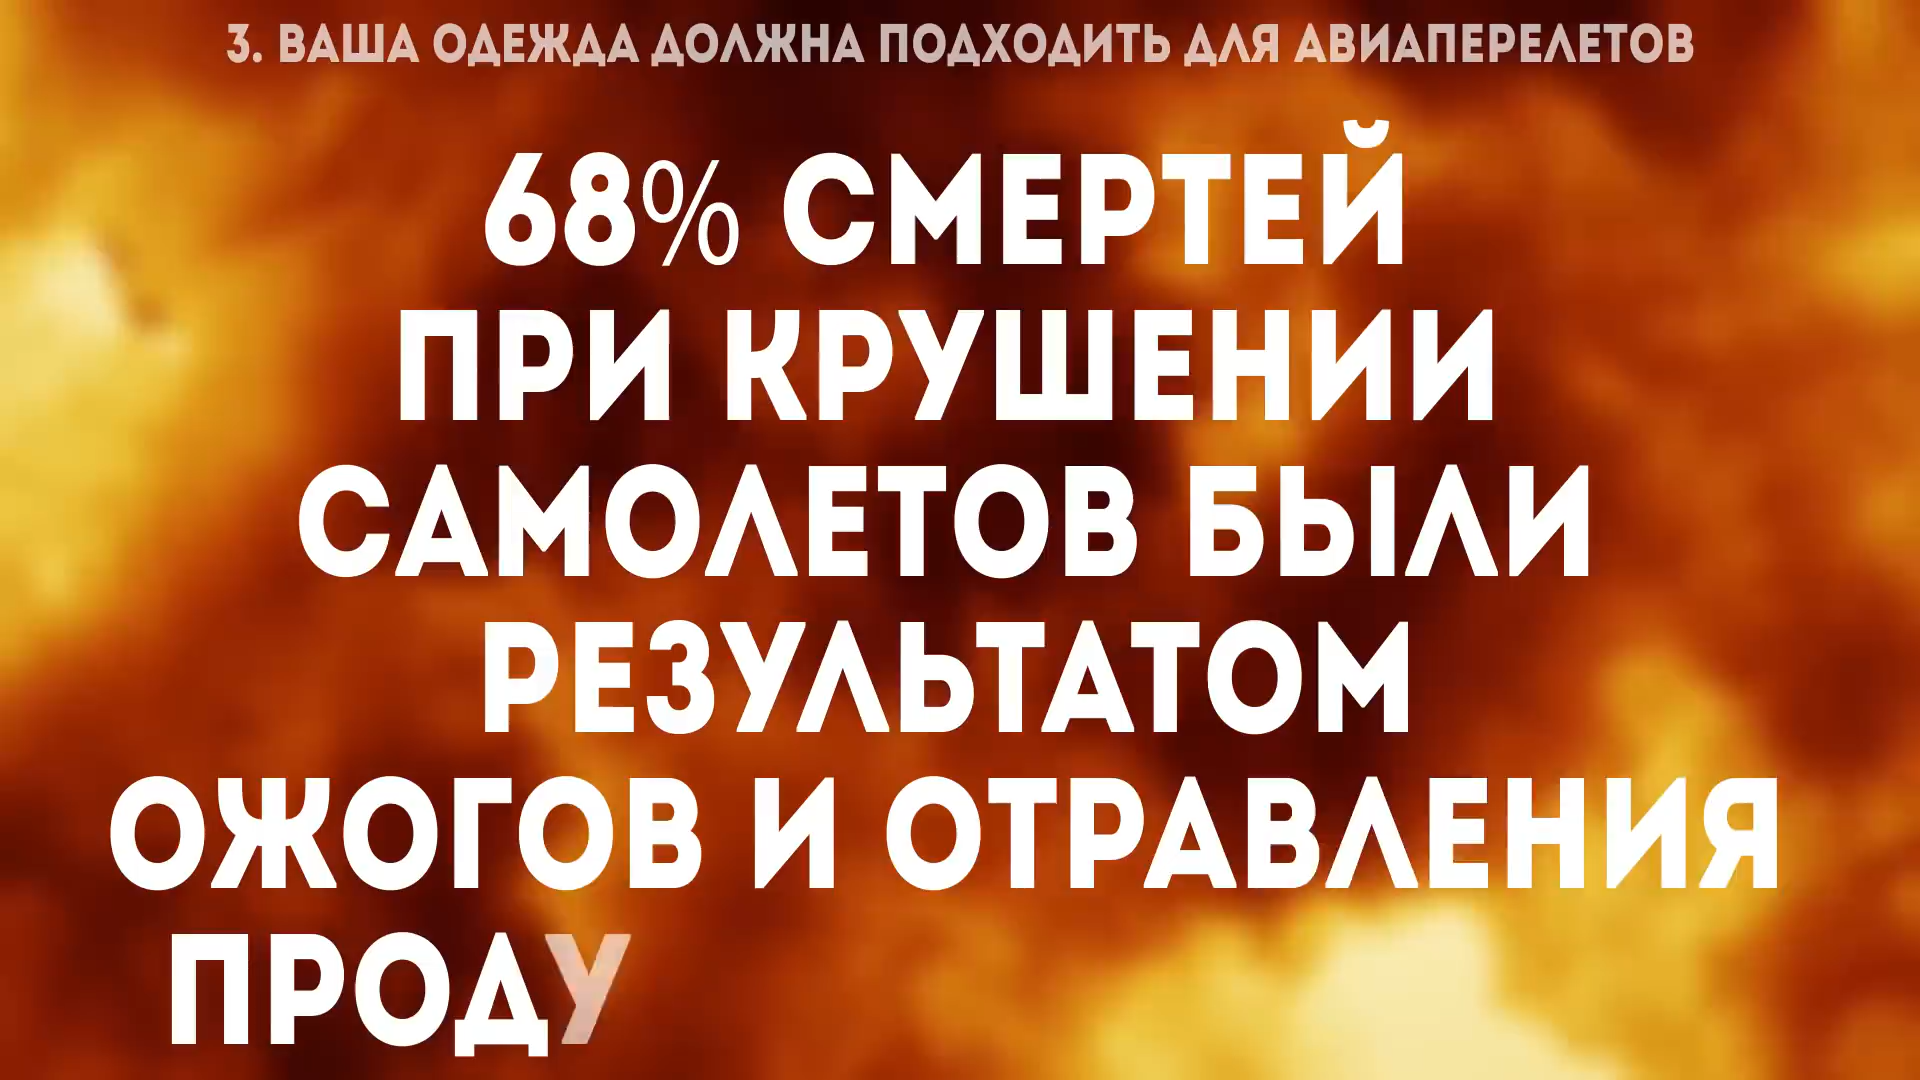 3. ВАША ОДЕЖДА ДОЛЖНА ПОДХОДИТЬ ДЛЯ АВИАПЕРЕЛЕТОВ
68% СМЕРТЕЙ
ПРИ КРУШЕНИИ
САМОЛЕТОВ БЫЛИ
РЕЗУЛЬТАТОМ
ОЖОГОВ И ОТРАВЛЕНИЯ
ПРОДУ